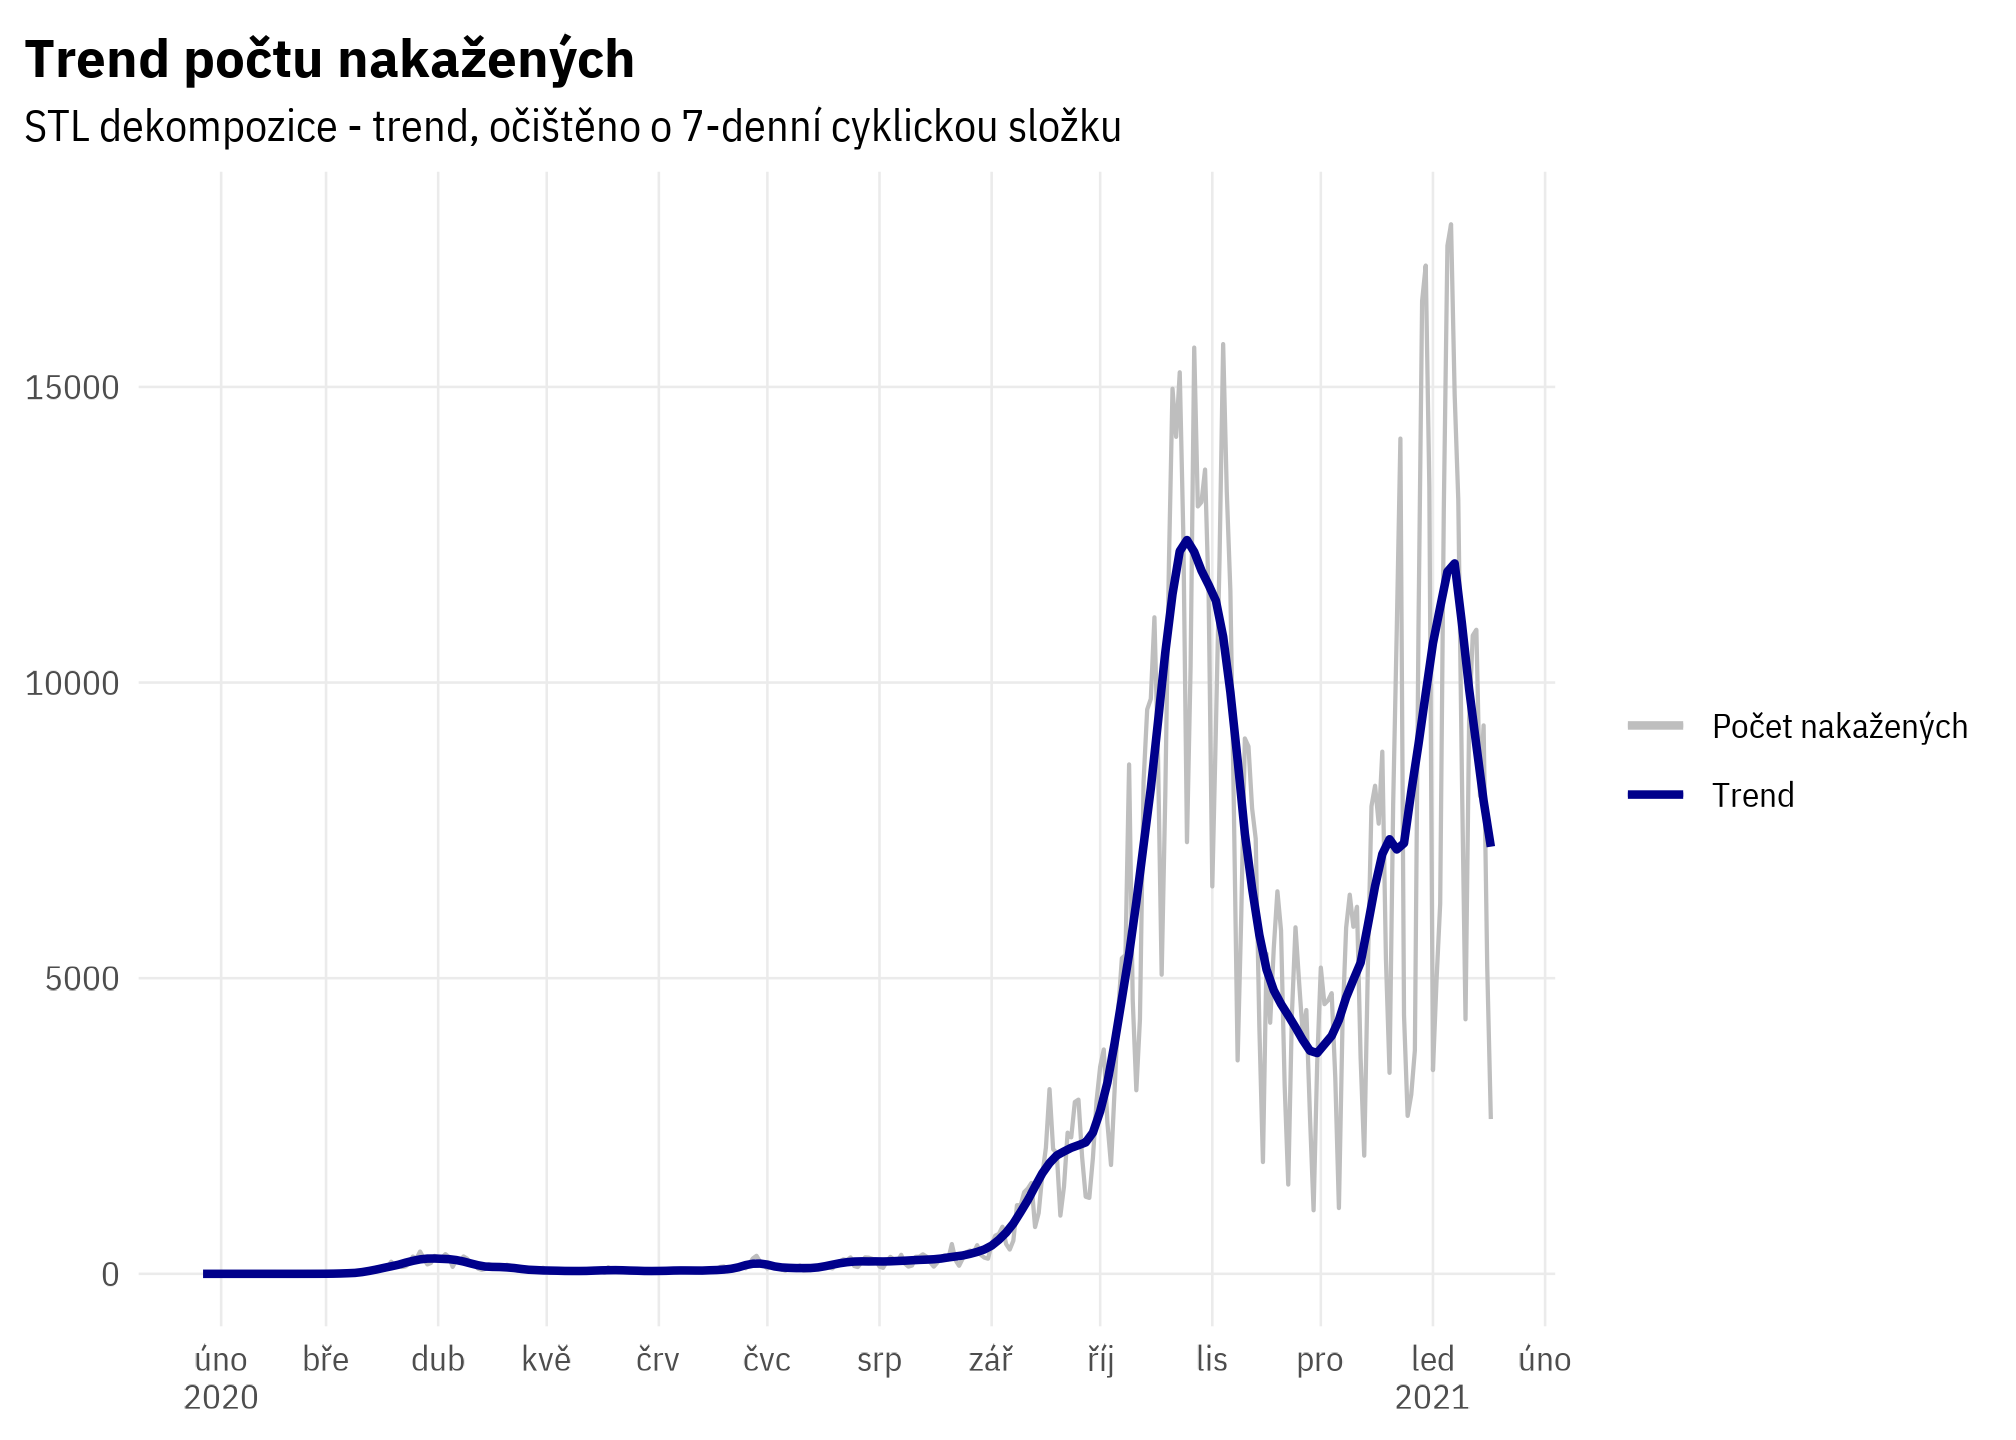 Trend počtu nakažených
STL dekompozice - trend, očištěno o 7-denní cyklickou složku
15000
10000
5000
0
Počet nakažených
Trend
úno bře dub kvě črv čvc srp zář říj lis pro led úno
2020 2021